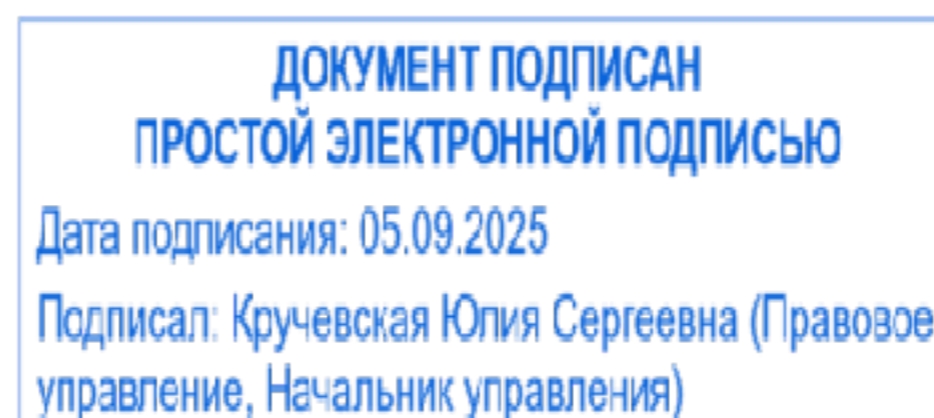 ДОКУМЕНТ ПОДПИСАН
ПРОСТОЙ ЭЛЕКТРОННОЙ ПОДПИСЬЮ
Дата подписания: 05.09.2025
Подписал: Кручевская Юлия Сергеевна (Правовое
управление, Начальник управления)